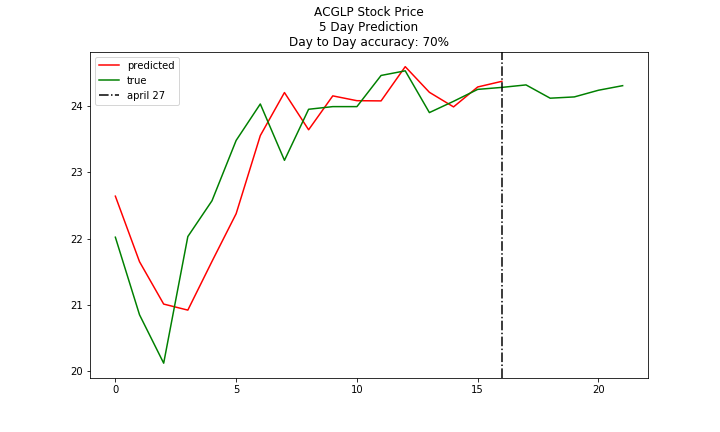 ACGLP Stock Price
5 Day Prediction
Day to Day accuracy: 70%
predicted
true
april 27
24
23
22
21
20
0 5 10 15 20